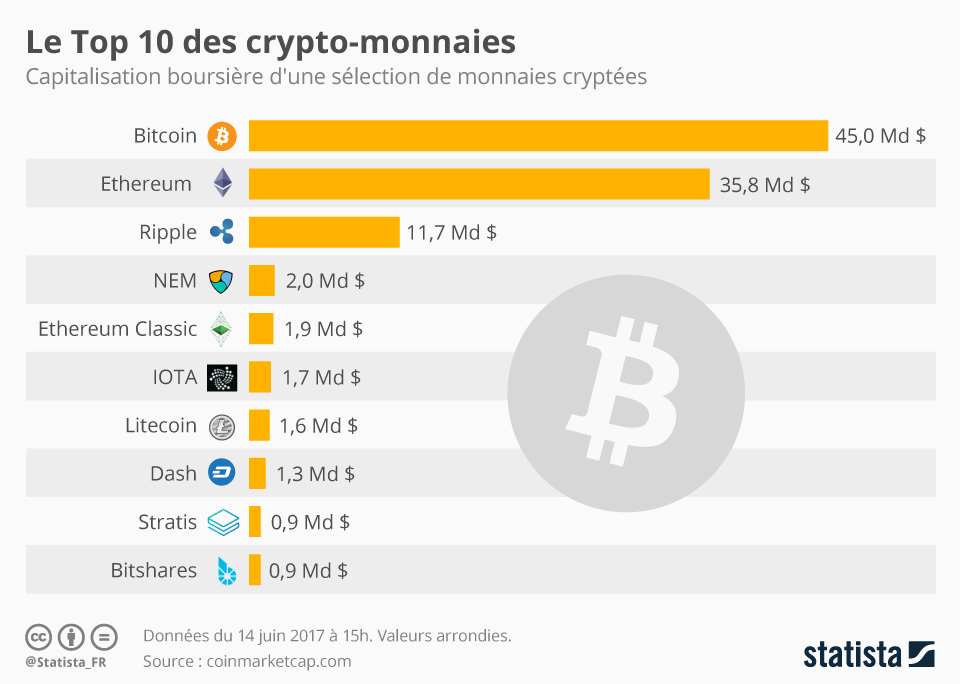 Le Top 10 des crypto-monnaies
Capitalisation boursière d'une sélection de monnaies cryptées
Bitcoin 45,0 Md $
Ethereum 35,8 Md $
Ripple 11,7 Md $
NEM 2,0 Md $
Ethereum Classic 1,9 Md $
IOTA 1,7 Md $
Litecoin 1,6 Md $
Dash 1,3 Md $
Stratis 0,9 Md $
Bitshares 0,9 Md $
Données du 14 juin 2017 à 15h. Valeurs arrondies.
@Statista_FR Source : coinmarketcap.com
statista